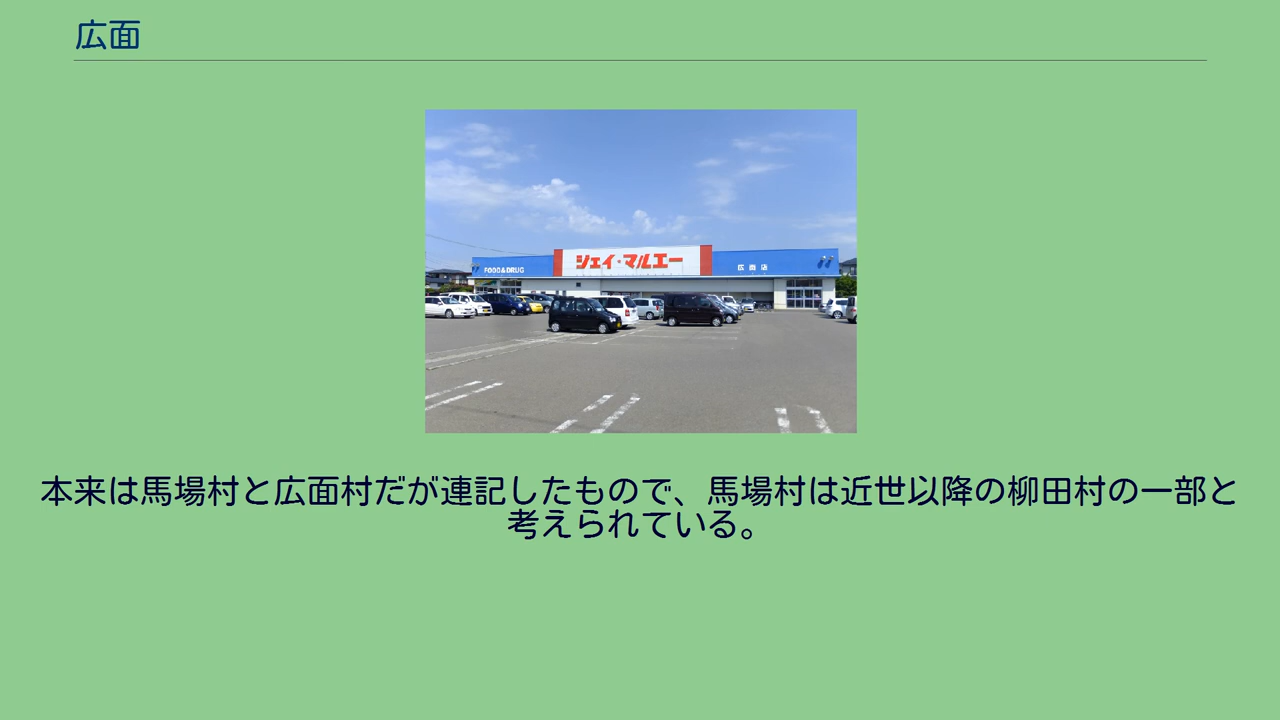 広面
FOOD&DRUG
ジェイ・マルエー
広面店
本来は馬場村と広面村だが連記したもので、馬場村は近世以降の柳田村の一部と
考えられている。